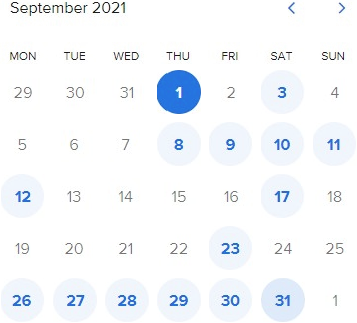 September 2021
MON TUE WED THU FRI SAT SUN
29 30 31 1 2 3 4
5 6 7 8 9 10 11
12 13 14 15 16 17 18
19 20 21 22 23 24 25
26 27 28 29 30 31 1